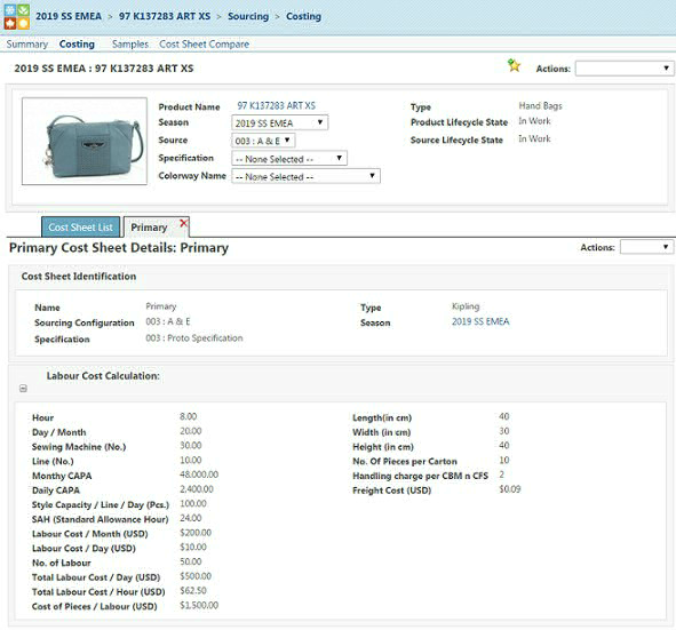 2019 SS EMEA > 97 K137283 ART XS > Sourcing > Costing
Summary Costing Samples Cost Sheet Compare
2019 SS EMEA : 97 K137283 ART XS Actions:
Product Name 97 K137283 ART XS Type Hand Bags
Season 2019 SS EMEA Product Lifecycle State In Work
Source 003 : A & E Source Lifecycle State In Work
Specification -- None Selected --
Colorway Name -- None Selected --
Cost Sheet List Primary
Primary Cost Sheet Details: Primary Actions:
Cost Sheet Identification
Name Primary Type Kipling
Sourcing Configuration 003 : A & E Season 2019 SS EMEA
Specification 003 : Proto Specification
Labour Cost Calculation:
Hour 8.00 Length(in cm) 40
Day / Month 20.00 Width (in cm) 30
Sewing Machine (No.) 30.00 Height (in cm) 40
Line (No.) 10.00 No. Of Pieces per Carton 10
Monthy CAPA 48,000.00 Handling charge per CBM n CFS 2
Daily CAPA 2,400.00 Freight Cost (USD) $0.09
Style Capacity / Line / Day (Pcs.) 100.00
SAH (Standard Allowance Hour) 24.00
Labour Cost / Month (USD) $200.00
Labour Cost / Day (USD) $10.00
No. of Labour 50.00
Total Labour Cost / Day (USD) $500.00
Total Labour Cost / Hour (USD) $62.50
Cost of Pieces / Labour (USD) $1,500.00